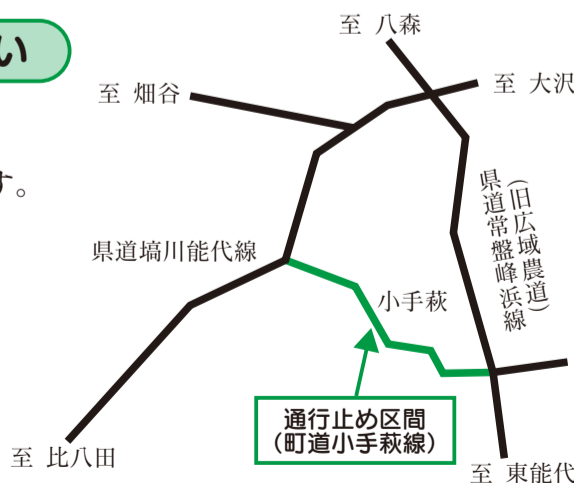 い
す。
至 八森
至 畑谷
至 大沢
県道塙川能代線
小手萩
県道常盤峰浜線
(旧広域農道)
通行止め区間
(町道小手萩線)
至 比八田
至 東能代